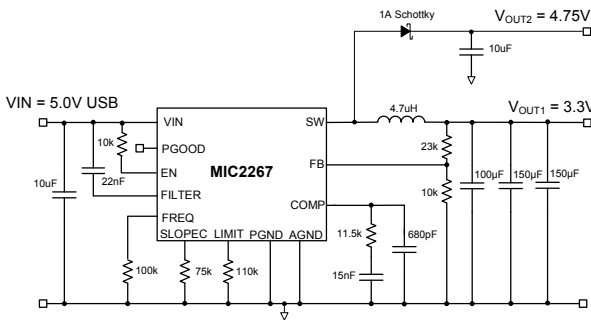 1A Schottky
VOUT2 = 4.75V
10uF
VIN = 5.0V USB
4.7uH
VOUT1 = 3.3V
VIN
SW
10k
PGOOD
23k
MIC2267
FB
EN
10uF
22nF
FILTER
10k
100µF
150µF
150µF
COMP
FREQ
SLOPEC
LIMIT
PGND
AGND
11.5k
680pF
100k
75k
110k
15nF